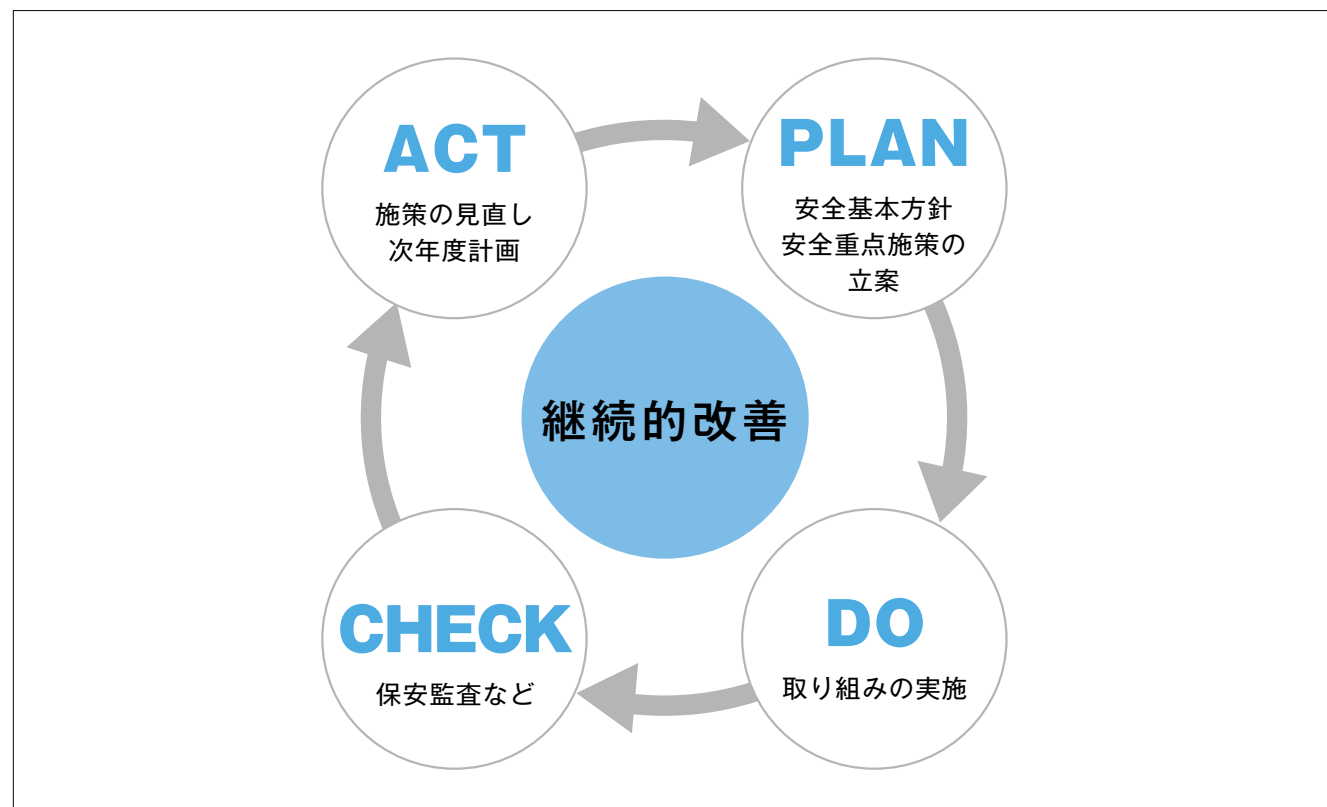 ACT
施策の見直し
次年度計画
PLAN
安全基本方針
安全重点施策の
立案
継続的改善
CHECK
保安監査など
DO
取り組みの実施